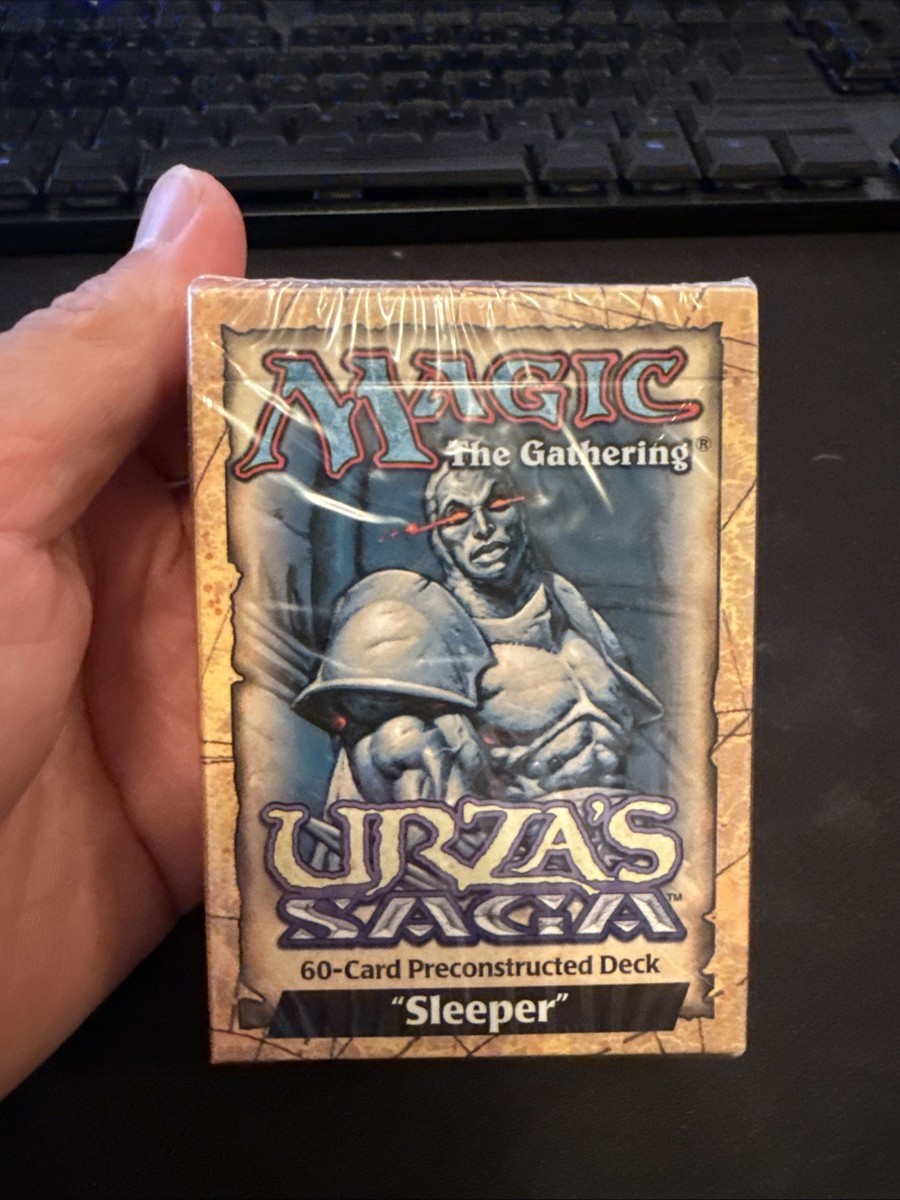 MAGIC
The Gathering®
URZA'S
SAGA™
60-Card Preconstructed Deck
"Sleeper"